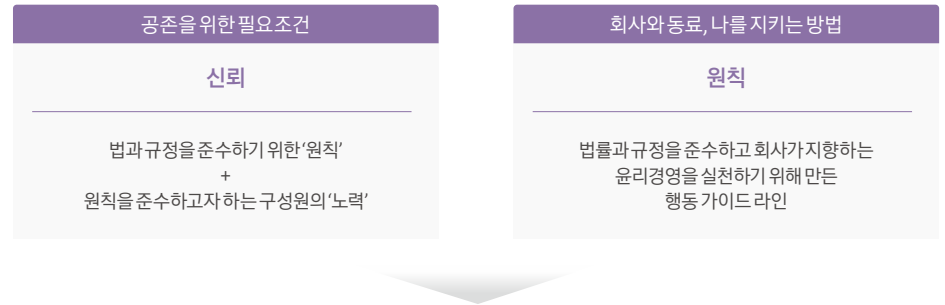 공존을 위한 필요조건
신뢰
법과 규정을 준수하기 위한 ‘원칙’
+
원칙을 준수하고자 하는 구성원의 ‘노력’
회사와 동료, 나를 지키는 방법
원칙
법률과 규정을 준수하고 회사가 지향하는
윤리경영을 실천하기 위해 만든
행동 가이드 라인